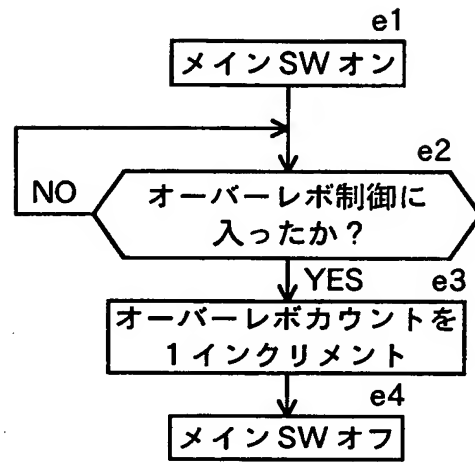 e1
メインSWオン
e2
NO
オーバーレボ制御に
入ったか？
YES
e3
オーバーレボカウントを
1インクリメント
e4
メインSWオフ